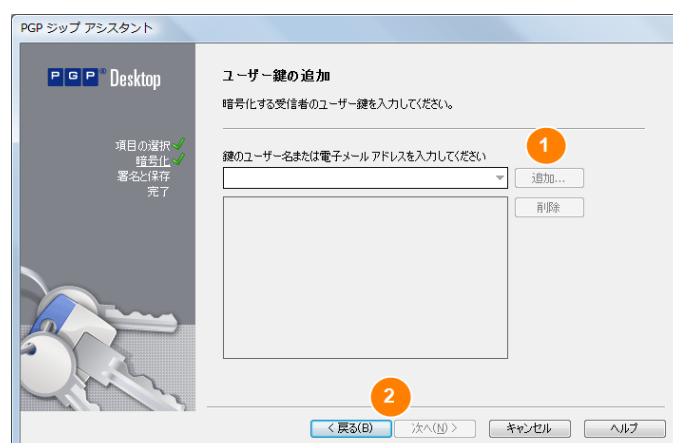 PGP ジップ アシスタント
PGP® Desktop
ユーザー鍵の追加
暗号化する受信者のユーザー鍵を入力してください。
項目の選択
暗号化
署名と保存
完了
1
鍵のユーザー名または電子メール アドレスを入力してください
追加...
削除
2
< 戻る(B)
次へ(N) >
キャンセル
ヘルプ